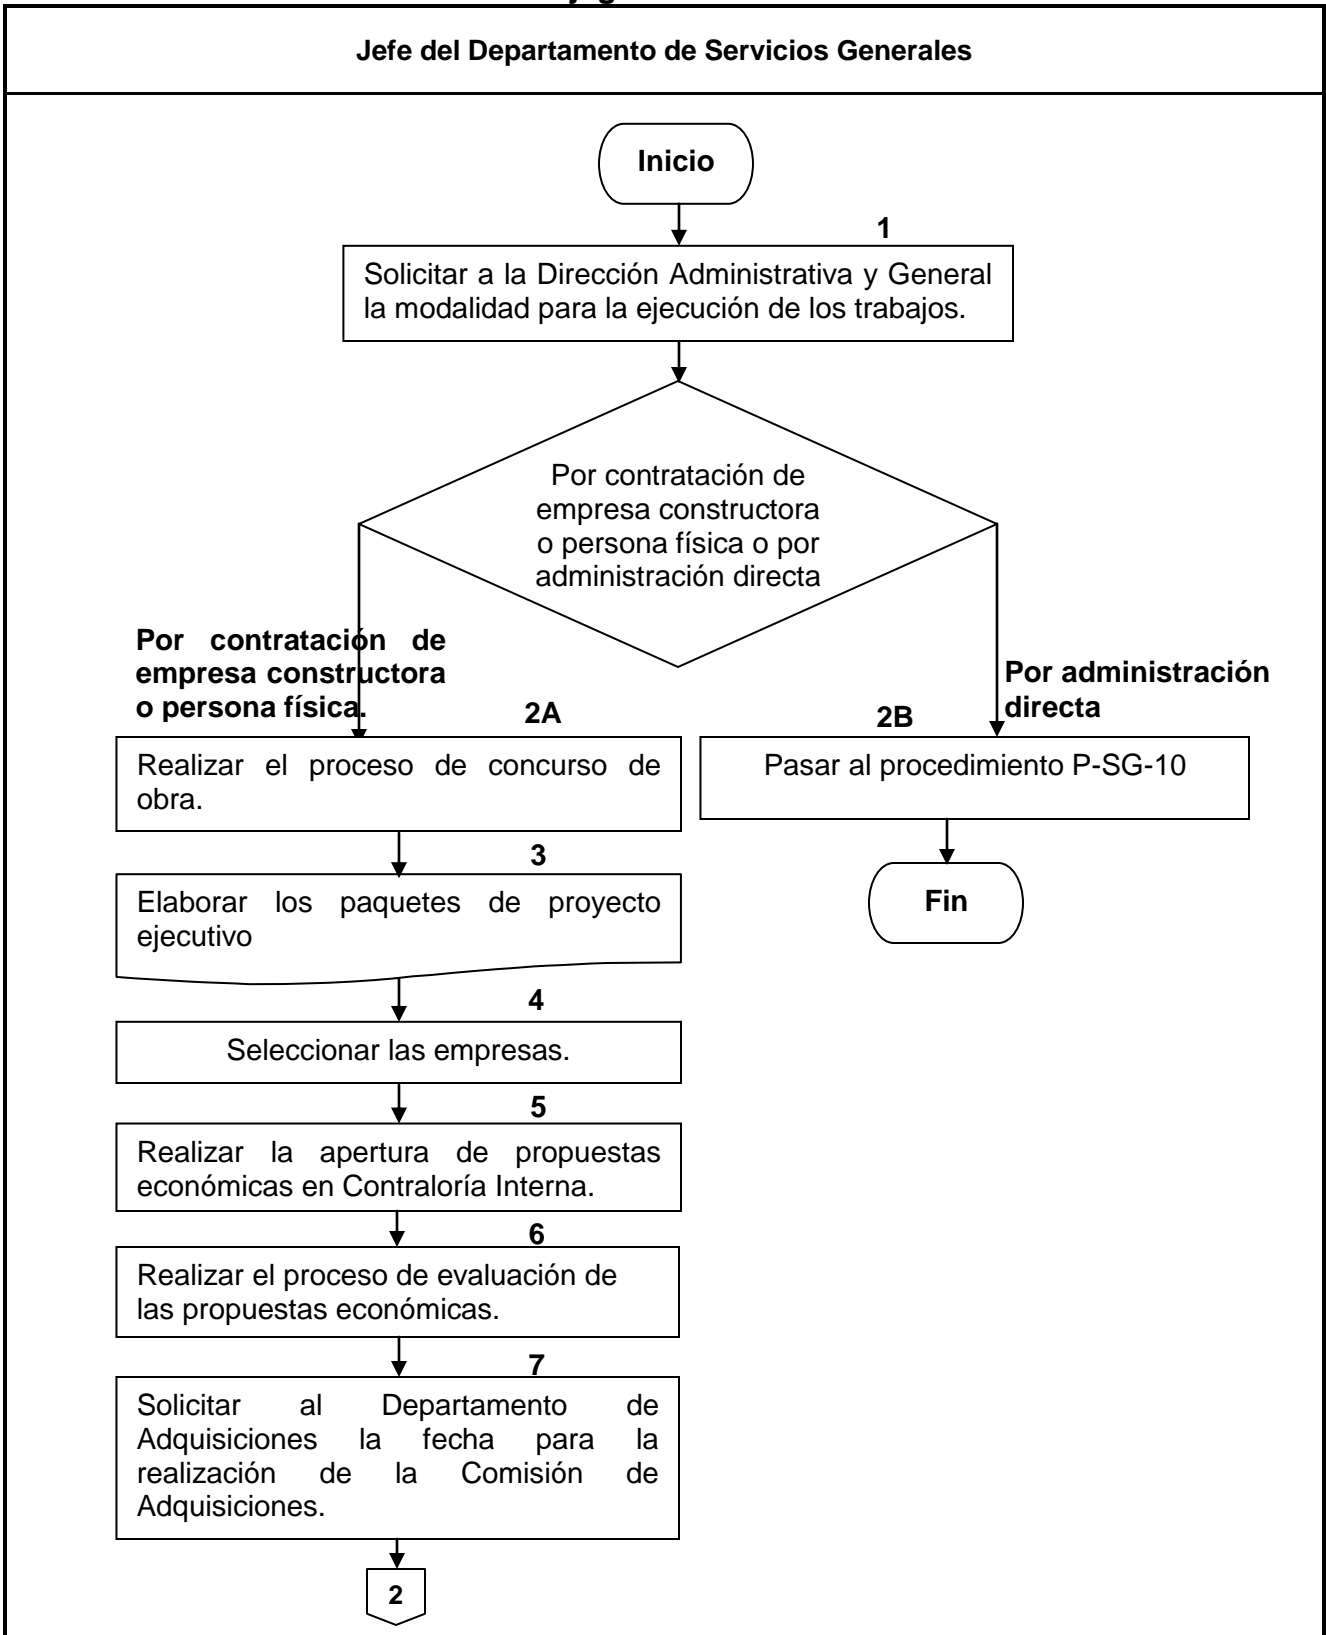 Jefe del Departamento de Servicios Generales
Inicio
1
Solicitar a la Dirección Administrativa y General
la modalidad para la ejecución de los trabajos.
Por contratación de
empresa constructora
o persona física o por
administración directa
Por contratación de
empresa constructora
o persona física.
Por administración
directa
2A
Realizar el proceso de concurso de
obra.
2B
Pasar al procedimiento P-SG-10
Fin
3
Elaborar los paquetes de proyecto
ejecutivo
4
Seleccionar las empresas.
5
Realizar la apertura de propuestas
económicas en Contraloría Interna.
6
Realizar el proceso de evaluación de
las propuestas económicas.
7
Solicitar al Departamento de
Adquisiciones la fecha para la
realización de la Comisión de
Adquisiciones.
2